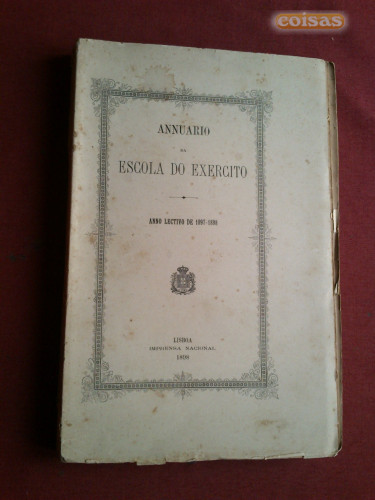 coisas
ANNUARIO
DA
ESCOLA DO EXERCITO
ANNO LECTIVO DE 1897-1898
LISBOA
IMPRENSA NACIONAL
1898